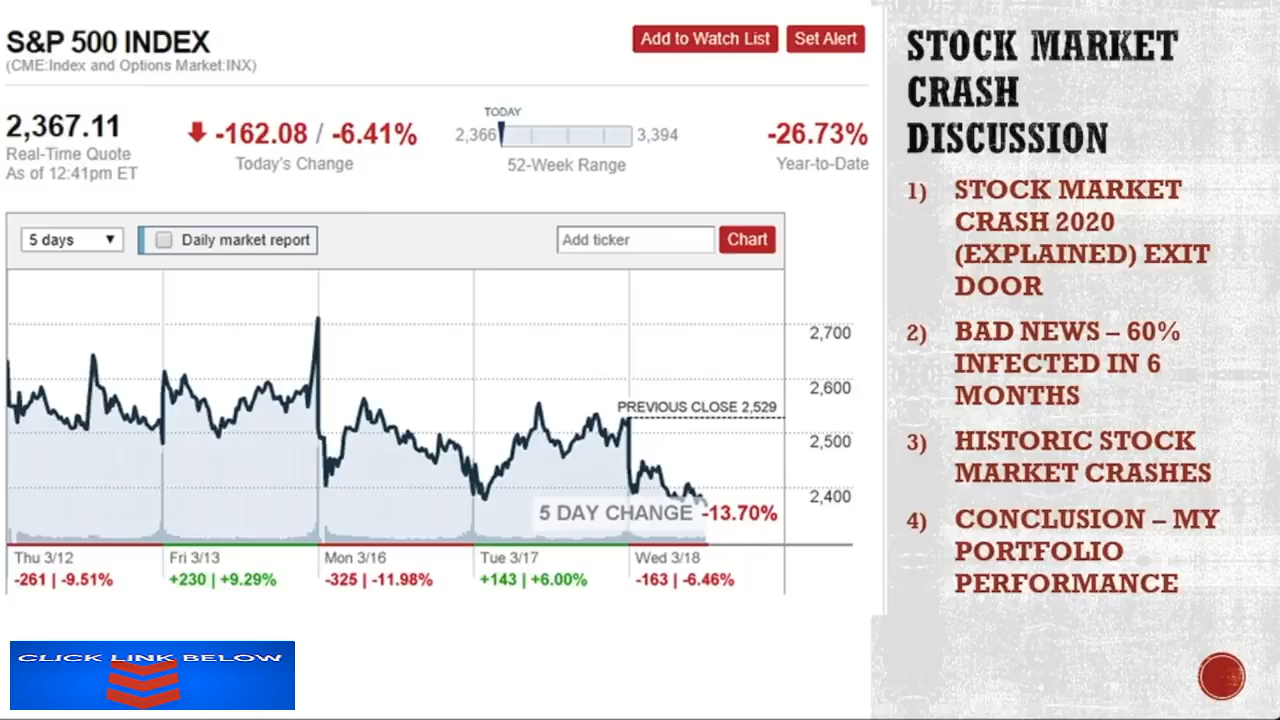 S&P 500 INDEX
(CME:Index and Options Market:INX)
Add to Watch List
Set Alert
2,367.11
Real-Time Quote
As of 12:41pm ET
-162.08 / -6.41%
Today's Change
TODAY
2,366
3,394
52-Week Range
-26.73%
Year-to-Date
5 days
Daily market report
Add ticker
Chart
2,700
2,600
PREVIOUS CLOSE 2,529
2,500
2,400
5 DAY CHANGE -13.70%
Thu 3/12
-261 | -9.51%
Fri 3/13
+230 | +9.29%
Mon 3/16
-325 | -11.98%
Tue 3/17
+143 | +6.00%
Wed 3/18
-163 | -6.46%
CLICK LINK BELOW
STOCK MARKET
CRASH
DISCUSSION
1) STOCK MARKET
CRASH 2020
(EXPLAINED) EXIT
DOOR
2) BAD NEWS – 60%
INFECTED IN 6
MONTHS
3) HISTORIC STOCK
MARKET CRASHES
4) CONCLUSION – MY
PORTFOLIO
PERFORMANCE